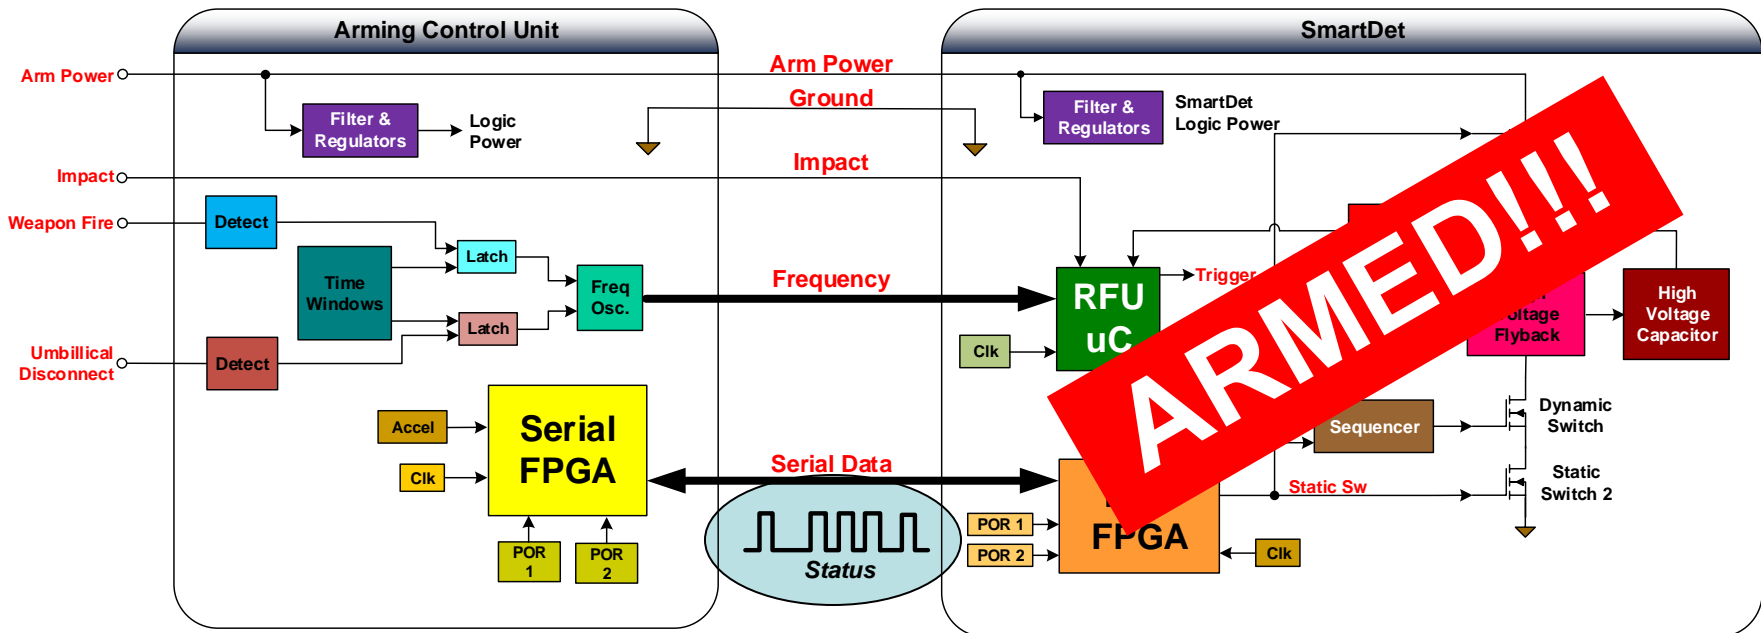 Arming Control Unit
SmartDet
Arm Power
Arm Power
Ground
Filter &
Regulators
Logic
Power
Filter &
Regulators
SmartDet
Logic Power
Impact
Impact
Weapon Fire
Detect
Latch
Time
Windows
Freq
Osc.
Latch
Frequency
RFU
uC
Trigger
Clk
Voltage
Flyback
High
Voltage
Capacitor
ARMED!!!
Umbillical
Disconnect
Detect
Accel
Clk
Serial
FPGA
POR
1
POR
2
Serial Data
Status
POR 1
POR 2
FPGA
Clk
Static Sw
Sequencer
Dynamic
Switch
Static
Switch 2